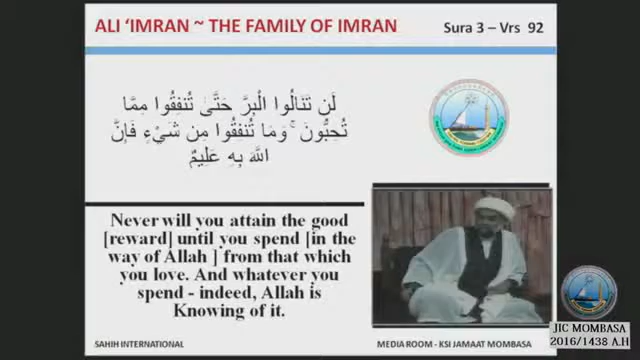 ALI ‘IMRAN ~ THE FAMILY OF IMRAN
Sura 3 – Vrs 92
لَن تَنَالُوا الْبِرَّ حَتَّىٰ تُنفِقُوا مِمَّا
تُحِبُّونَ ۚ وَمَا تُنفِقُوا مِن شَيْءٍ فَإِنَّ
اللَّهَ بِهِ عَلِيمٌ
Never will you attain the good
[reward] until you spend [in the
way of Allah ] from that which
you love. And whatever you
spend - indeed, Allah is
Knowing of it.
SAHIH INTERNATIONAL
MEDIA ROOM - KSI JAMAAT MOMBASA
JIC MOMBASA
2016/1438 A.H